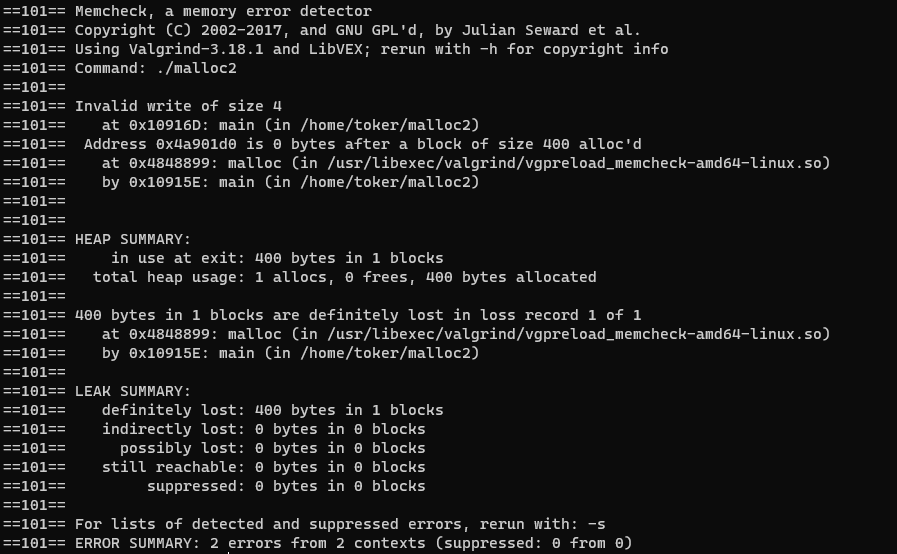 ==101== Memcheck, a memory error detector
==101== Copyright (C) 2002-2017, and GNU GPL'd, by Julian Seward et al.
==101== Using Valgrind-3.18.1 and LibVEX; rerun with -h for copyright info
==101== Command: ./malloc2
==101==
==101== Invalid write of size 4
==101==    at 0x10916D: main (in /home/toker/malloc2)
==101==  Address 0x4a901d0 is 0 bytes after a block of size 400 alloc'd
==101==    at 0x4848899: malloc (in /usr/libexec/valgrind/vgpreload_memcheck-amd64-linux.so)
==101==    by 0x10915E: main (in /home/toker/malloc2)
==101==
==101==
==101== HEAP SUMMARY:
==101==     in use at exit: 400 bytes in 1 blocks
==101==   total heap usage: 1 allocs, 0 frees, 400 bytes allocated
==101==
==101== 400 bytes in 1 blocks are definitely lost in loss record 1 of 1
==101==    at 0x4848899: malloc (in /usr/libexec/valgrind/vgpreload_memcheck-amd64-linux.so)
==101==    by 0x10915E: main (in /home/toker/malloc2)
==101==
==101== LEAK SUMMARY:
==101==    definitely lost: 400 bytes in 1 blocks
==101==    indirectly lost: 0 bytes in 0 blocks
==101==      possibly lost: 0 bytes in 0 blocks
==101==    still reachable: 0 bytes in 0 blocks
==101==         suppressed: 0 bytes in 0 blocks
==101==
==101== For lists of detected and suppressed errors, rerun with: -s
==101== ERROR SUMMARY: 2 errors from 2 contexts (suppressed: 0 from 0)